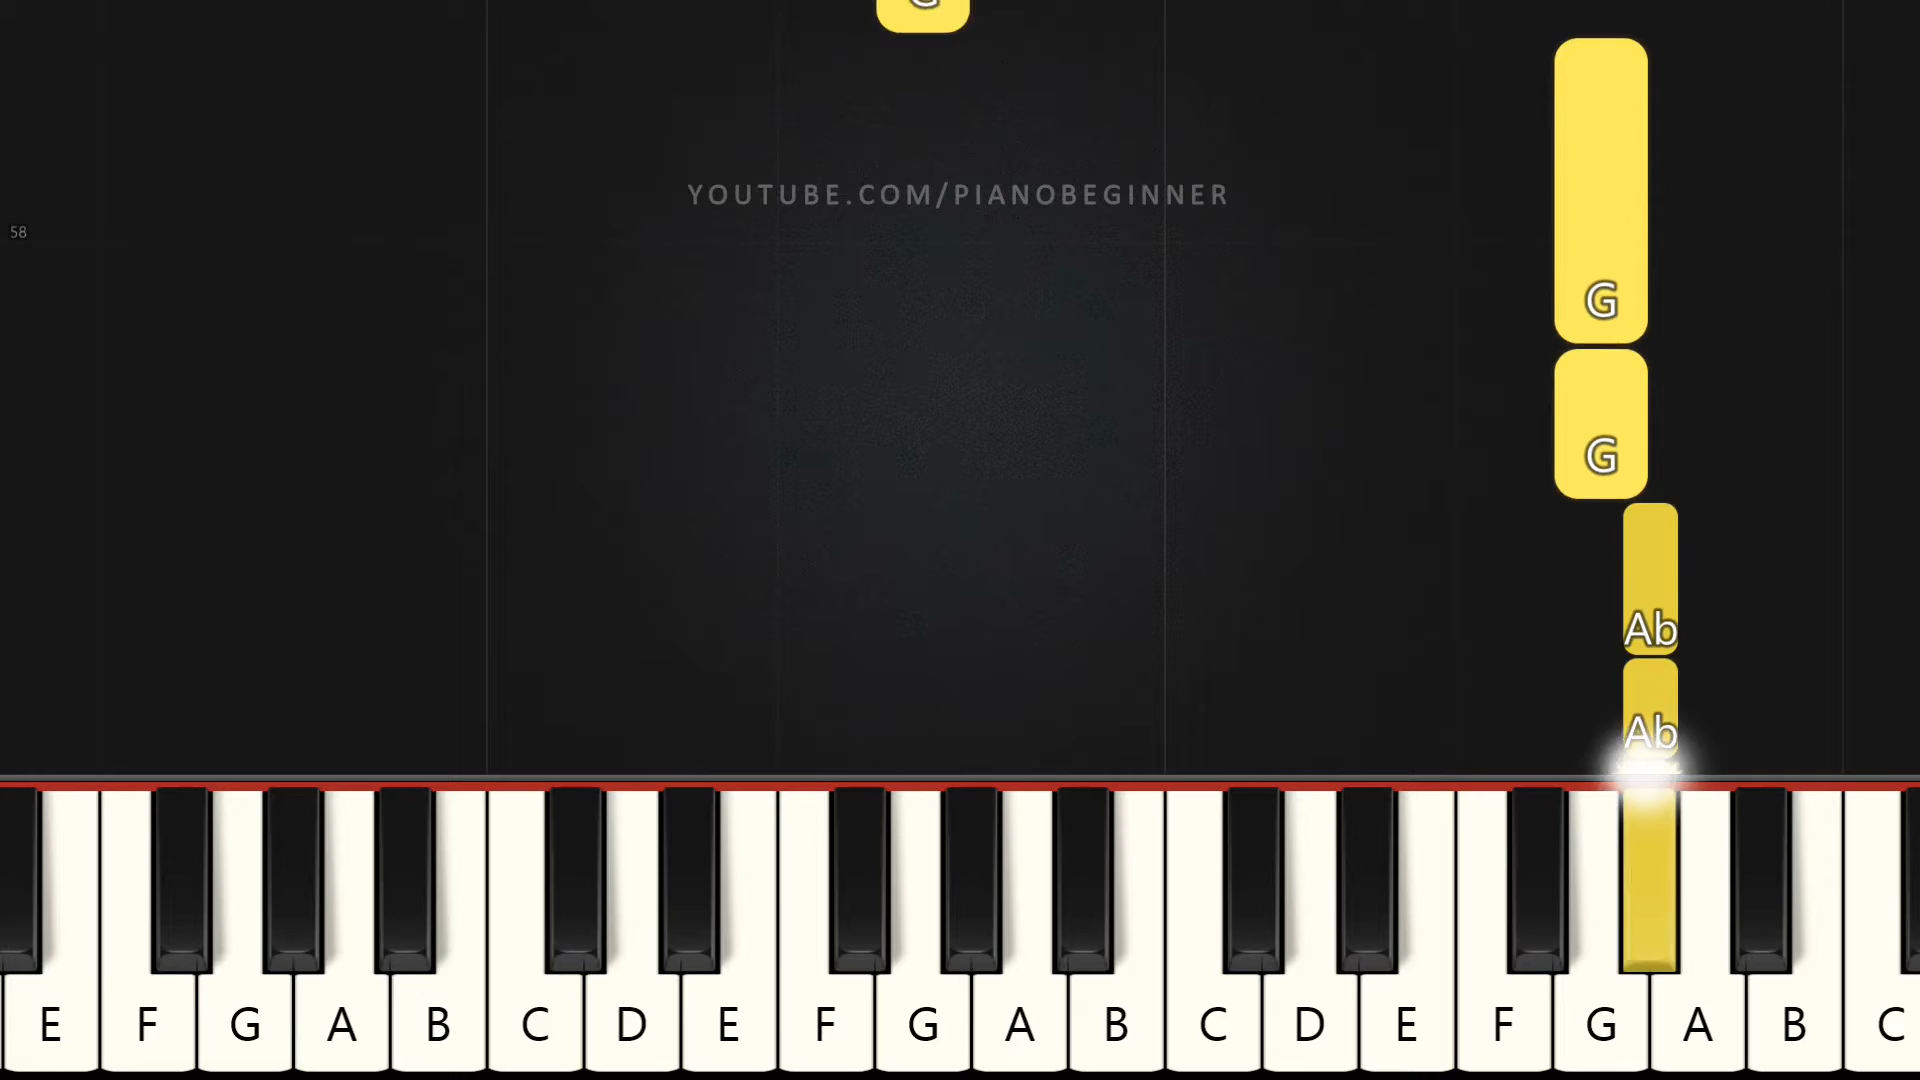 YOUTUBE.COM/PIANOBEGINNER
58
G
G
Ab
Ab
E F G A B C D E F G A B C D E F G A B C